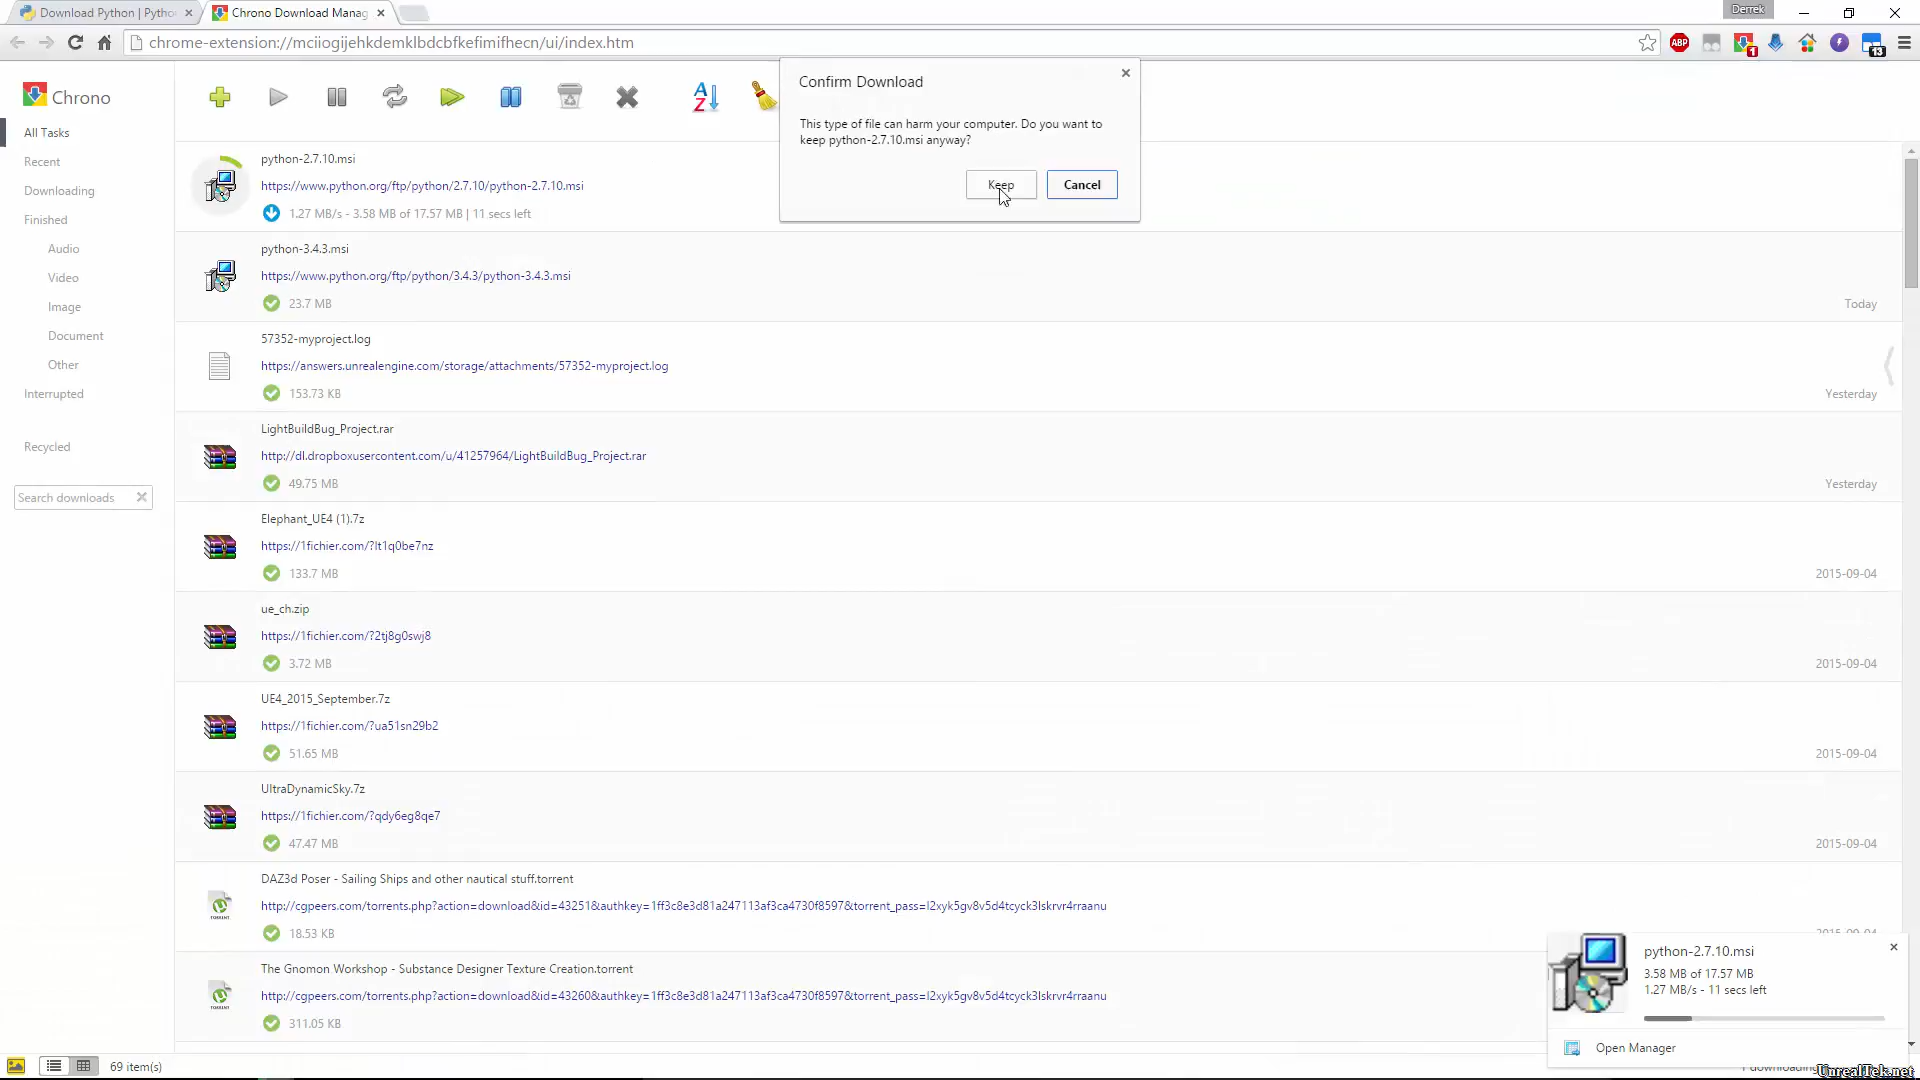 Download Python | Pytho
Chrono Download Manag
Derrek
chrome-extension://mciiogijehkdemklbdcbfkefimifhecn/ui/index.htm
ABP
1
13
Chrono
All Tasks
Recent
Downloading
Finished
Audio
Video
Image
Document
Other
Interrupted
Recycled
Search downloads
A
Z
Confirm Download
This type of file can harm your computer. Do you want to
keep python-2.7.10.msi anyway?
Keep
Cancel
python-2.7.10.msi
https://www.python.org/ftp/python/2.7.10/python-2.7.10.msi
1.27 MB/s - 3.58 MB of 17.57 MB | 11 secs left
python-3.4.3.msi
https://www.python.org/ftp/python/3.4.3/python-3.4.3.msi
23.7 MB
Today
57352-myproject.log
https://answers.unrealengine.com/storage/attachments/57352-myproject.log
153.73 KB
Yesterday
LightBuildBug_Project.rar
http://dl.dropboxusercontent.com/u/41257964/LightBuildBug_Project.rar
49.75 MB
Yesterday
Elephant_UE4 (1).7z
https://1fichier.com/?lt1q0be7nz
133.7 MB
2015-09-04
ue_ch.zip
https://1fichier.com/?2tj8g0swj8
3.72 MB
2015-09-04
UE4_2015_September.7z
https://1fichier.com/?ua51sn29b2
51.65 MB
2015-09-04
UltraDynamicSky.7z
https://1fichier.com/?qdy6eg8qe7
47.47 MB
2015-09-04
DAZ3d Poser - Sailing Ships and other nautical stuff.torrent
http://cgpeers.com/torrents.php?action=download&id=43251&authkey=1ff3c8e3d81a247113af3ca4730f8597&torrent_pass=l2xyk5gv8v5d4tcyck3lskrvr4rraanu
18.53 KB
2015-09-04
The Gnomon Workshop - Substance Designer Texture Creation.torrent
http://cgpeers.com/torrents.php?action=download&id=43260&authkey=1ff3c8e3d81a247113af3ca4730f8597&torrent_pass=l2xyk5gv8v5d4tcyck3lskrvr4rraanu
311.05 KB
python-2.7.10.msi
3.58 MB of 17.57 MB
1.27 MB/s - 11 secs left
Open Manager
69 item(s)
1 downloading
UnrealTek.net